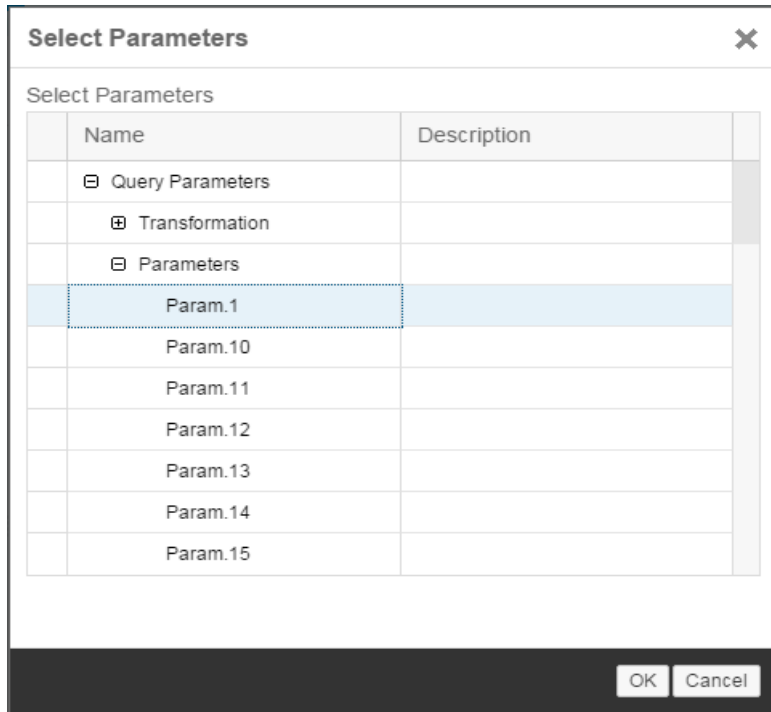 Select Parameters
Select Parameters
Name Description
Query Parameters
Transformation
Parameters
Param.1
Param.10
Param.11
Param.12
Param.13
Param.14
Param.15
OK Cancel